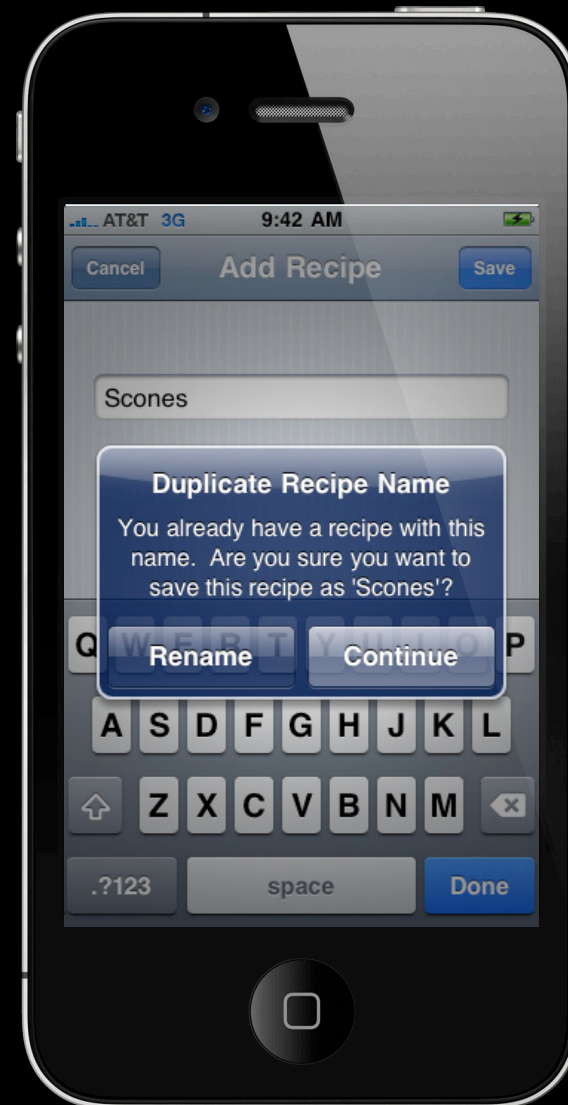 AT&T 3G 9:42 AM
Cancel Add Recipe Save
Scones
Duplicate Recipe Name
You already have a recipe with this
name. Are you sure you want to
save this recipe as 'Scones'?
Rename Continue
Q W E R T Y U I O P
A S D F G H J K L
Z X C V B N M
.?123 space Done